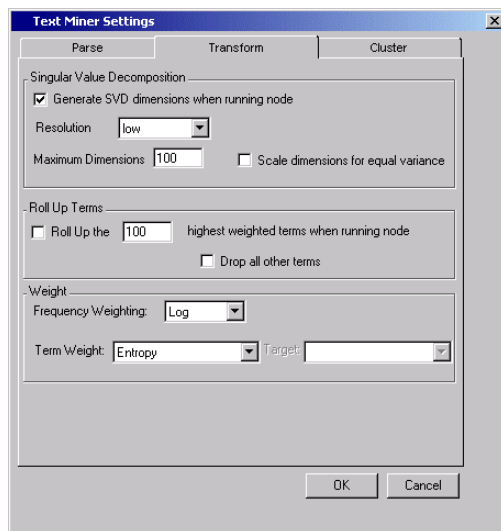 Text Miner Settings
Parse Transform Cluster
Singular Value Decomposition
Generate SVD dimensions when running node
Resolution low
Maximum Dimensions 100 Scale dimensions for equal variance
Roll Up Terms
Roll Up the 100 highest weighted terms when running node
Drop all other terms
Weight
Frequency Weighting: Log
Term Weight: Entropy Target:
OK Cancel